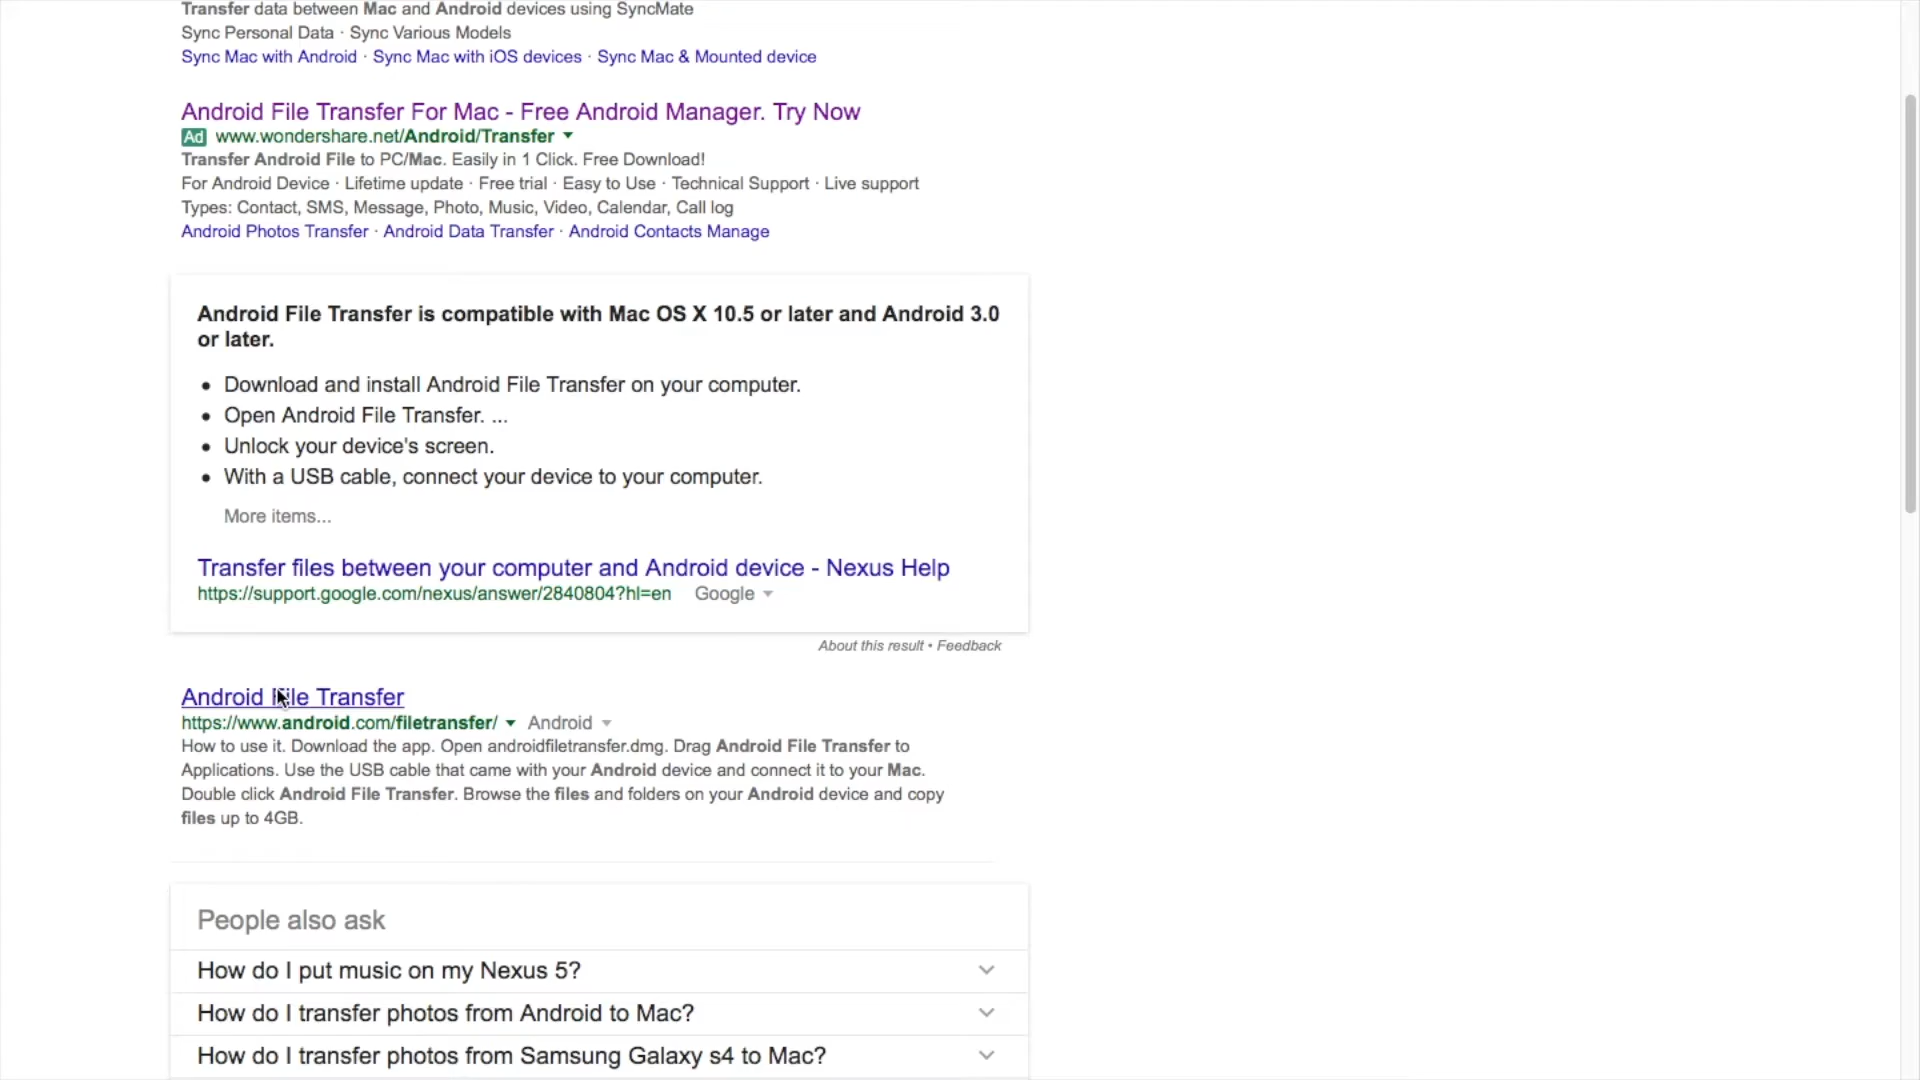 Transfer data between Mac and Android devices using SyncMate
Sync Personal Data · Sync Various Models
Sync Mac with Android · Sync Mac with iOS devices · Sync Mac & Mounted device
Android File Transfer For Mac - Free Android Manager. Try Now
Ad www.wondershare.net/Android/Transfer
Transfer Android File to PC/Mac. Easily in 1 Click. Free Download!
For Android Device · Lifetime update · Free trial · Easy to Use · Technical Support · Live support
Types: Contact, SMS, Message, Photo, Music, Video, Calendar, Call log
Android Photos Transfer · Android Data Transfer · Android Contacts Manage
Android File Transfer is compatible with Mac OS X 10.5 or later and Android 3.0
or later.
• Download and install Android File Transfer on your computer.
• Open Android File Transfer. ...
• Unlock your device's screen.
• With a USB cable, connect your device to your computer.
More items...
Transfer files between your computer and Android device - Nexus Help
https://support.google.com/nexus/answer/2840804?hl=en Google
About this result • Feedback
Android File Transfer
https://www.android.com/filetransfer/ Android
How to use it. Download the app. Open androidfiletransfer.dmg. Drag Android File Transfer to
Applications. Use the USB cable that came with your Android device and connect it to your Mac.
Double click Android File Transfer. Browse the files and folders on your Android device and copy
files up to 4GB.
People also ask
How do I put music on my Nexus 5?
How do I transfer photos from Android to Mac?
How do I transfer photos from Samsung Galaxy s4 to Mac?